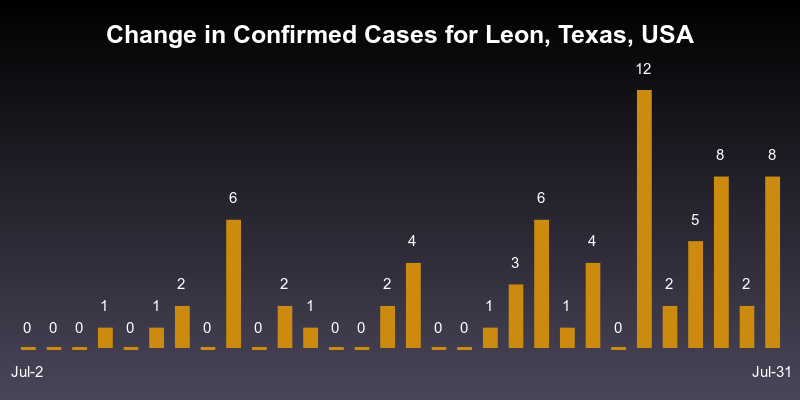 Change in Confirmed Cases for Leon, Texas, USA
0 0 0 1 0 1 2 0 6 0 2 1 0 0 2 4 0 0 1 3 6 1 4 0 12 2 5 8 2 8
Jul-2 Jul-31